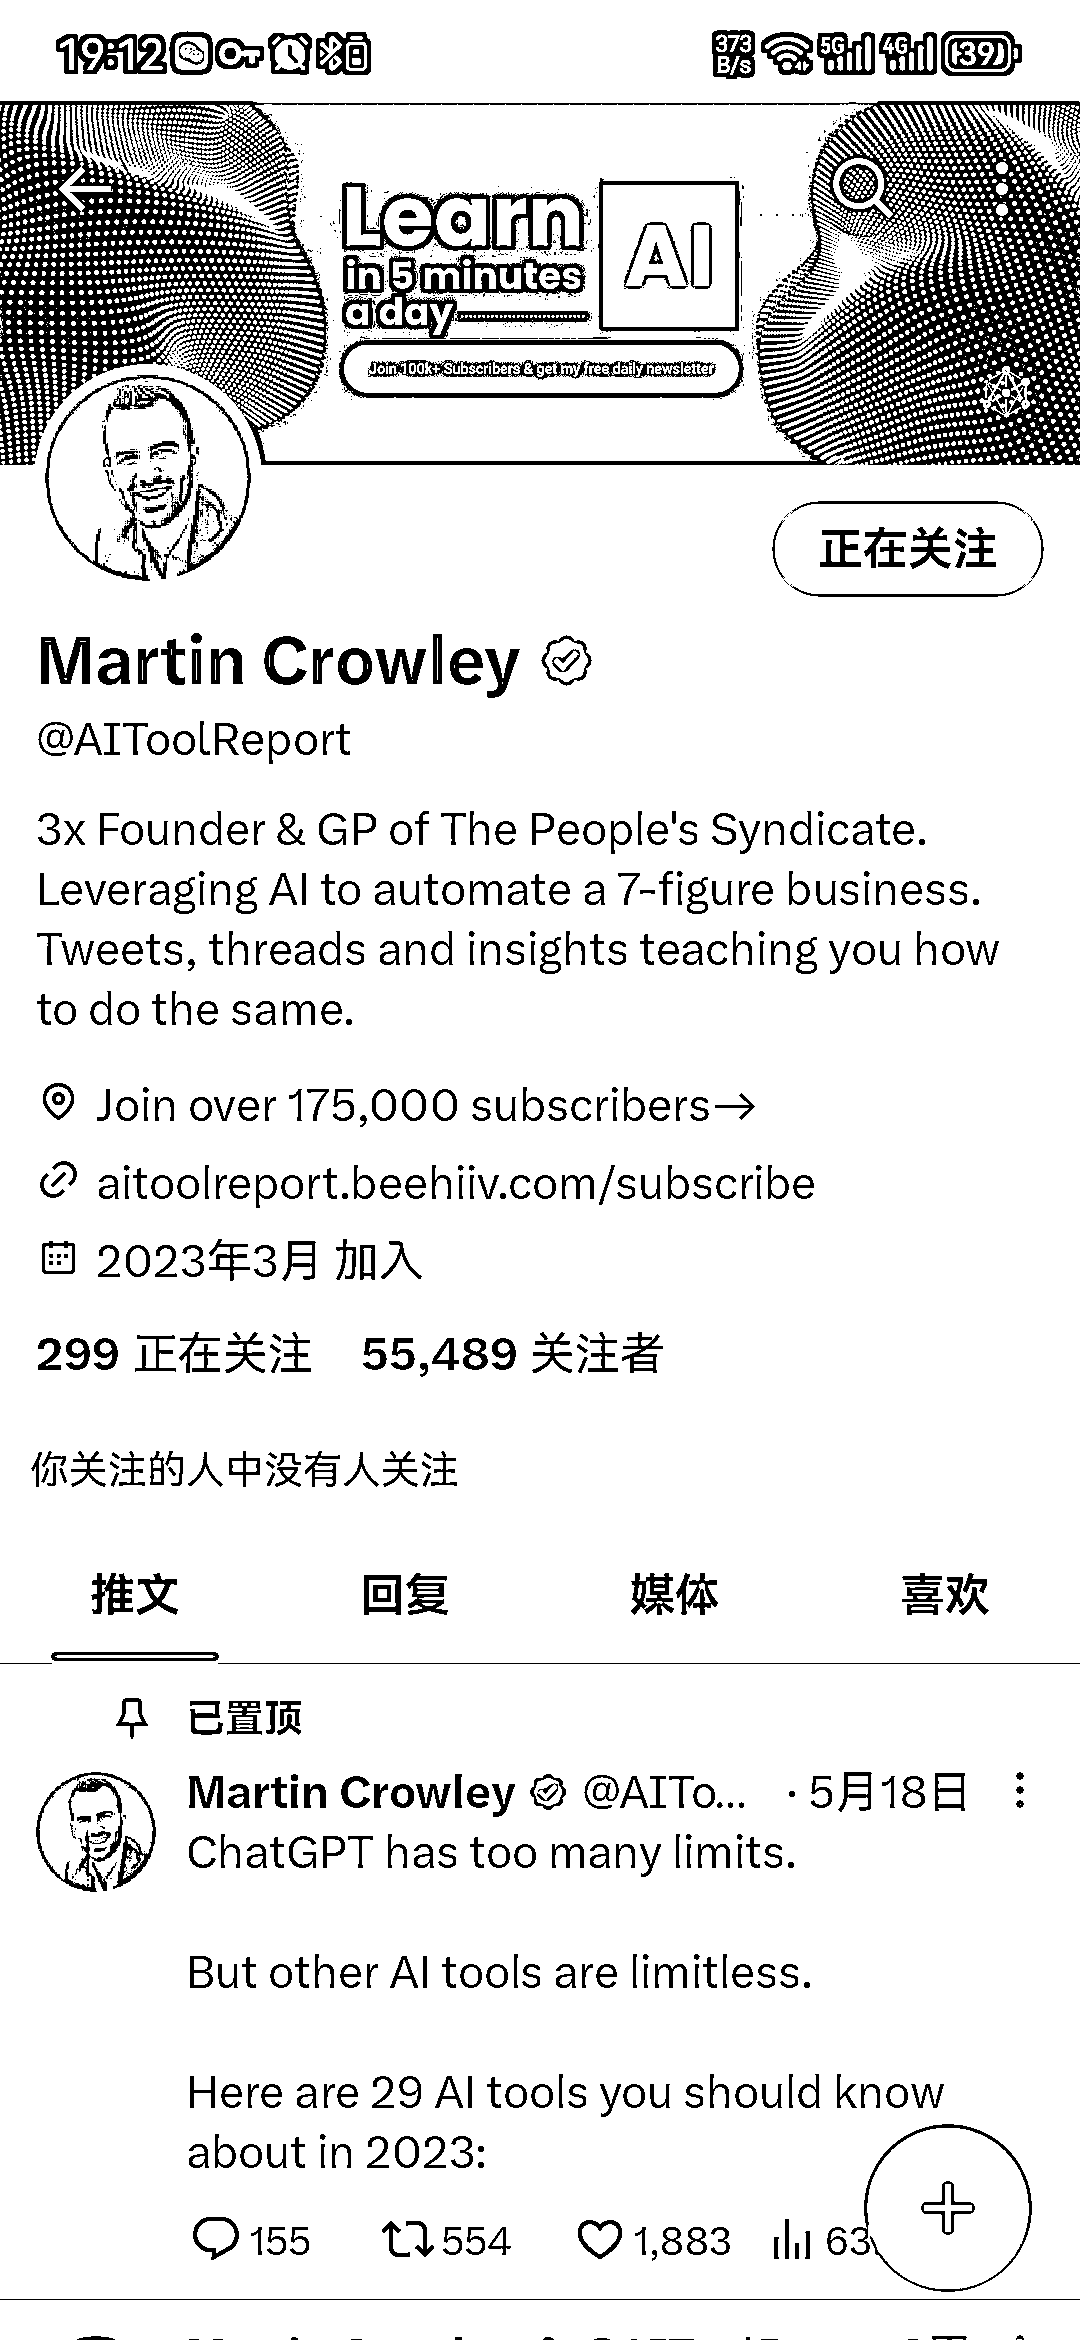 19:12
373 B/s 5G 4G 39
Learn
in 5 minutes
a day
AI
Join 100k+ Subscribers & get my free daily newsletter
正在关注
Martin Crowley
@AIToolReport
3x Founder & GP of The People's Syndicate.
Leveraging AI to automate a 7-figure business.
Tweets, threads and insights teaching you how
to do the same.
Join over 175,000 subscribers→
aitoolreport.beehiiv.com/subscribe
2023年3月 加入
299 正在关注 55,489 关注者
你关注的人中没有人关注
推文 回复 媒体 喜欢
已置顶
Martin Crowley @AITo... · 5月18日
ChatGPT has too many limits.
But other AI tools are limitless.
Here are 29 AI tools you should know
about in 2023:
155 554 1,883